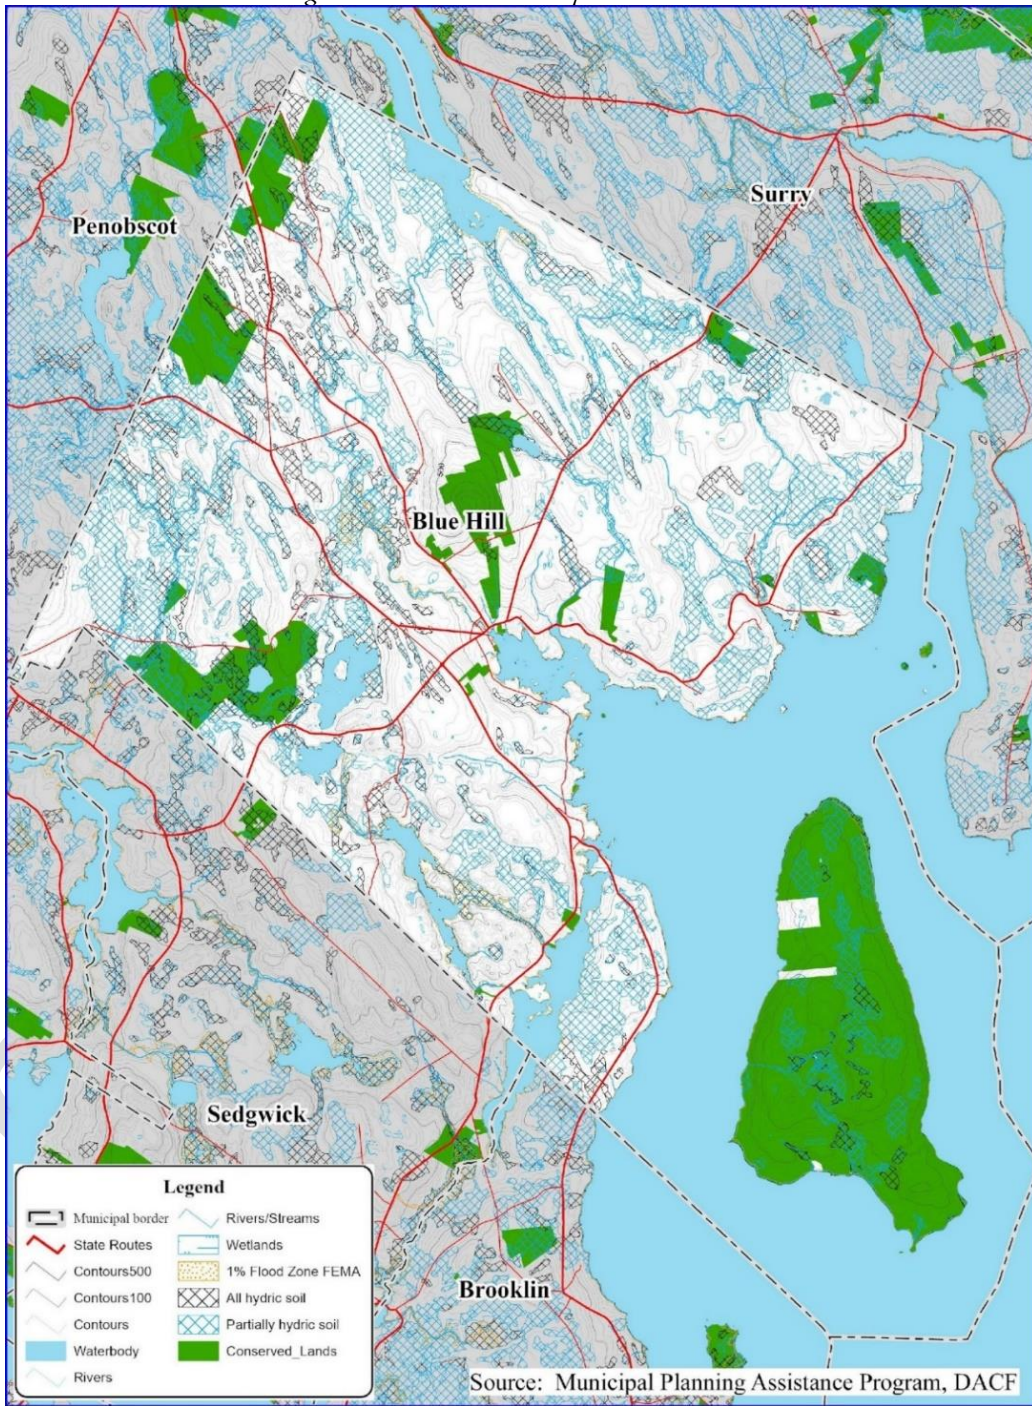 Surry
Penobscot
Blue Hill
Sedgwick
Brooklin
Legend
Municipal border
State Routes
Contours500
Contours100
Contours
Waterbody
Rivers
Rivers/Streams
Wetlands
1% Flood Zone FEMA
All hydric soil
Partially hydric soil
Conserved_Lands
Source: Municipal Planning Assistance Program, DACF